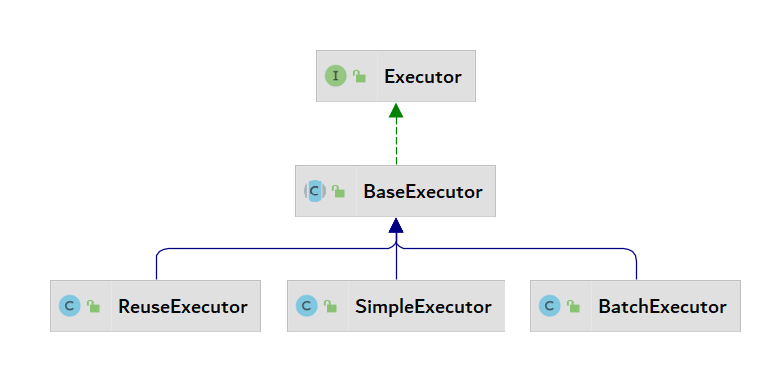 I Executor
C BaseExecutor
C ReuseExecutor
C SimpleExecutor
C BatchExecutor